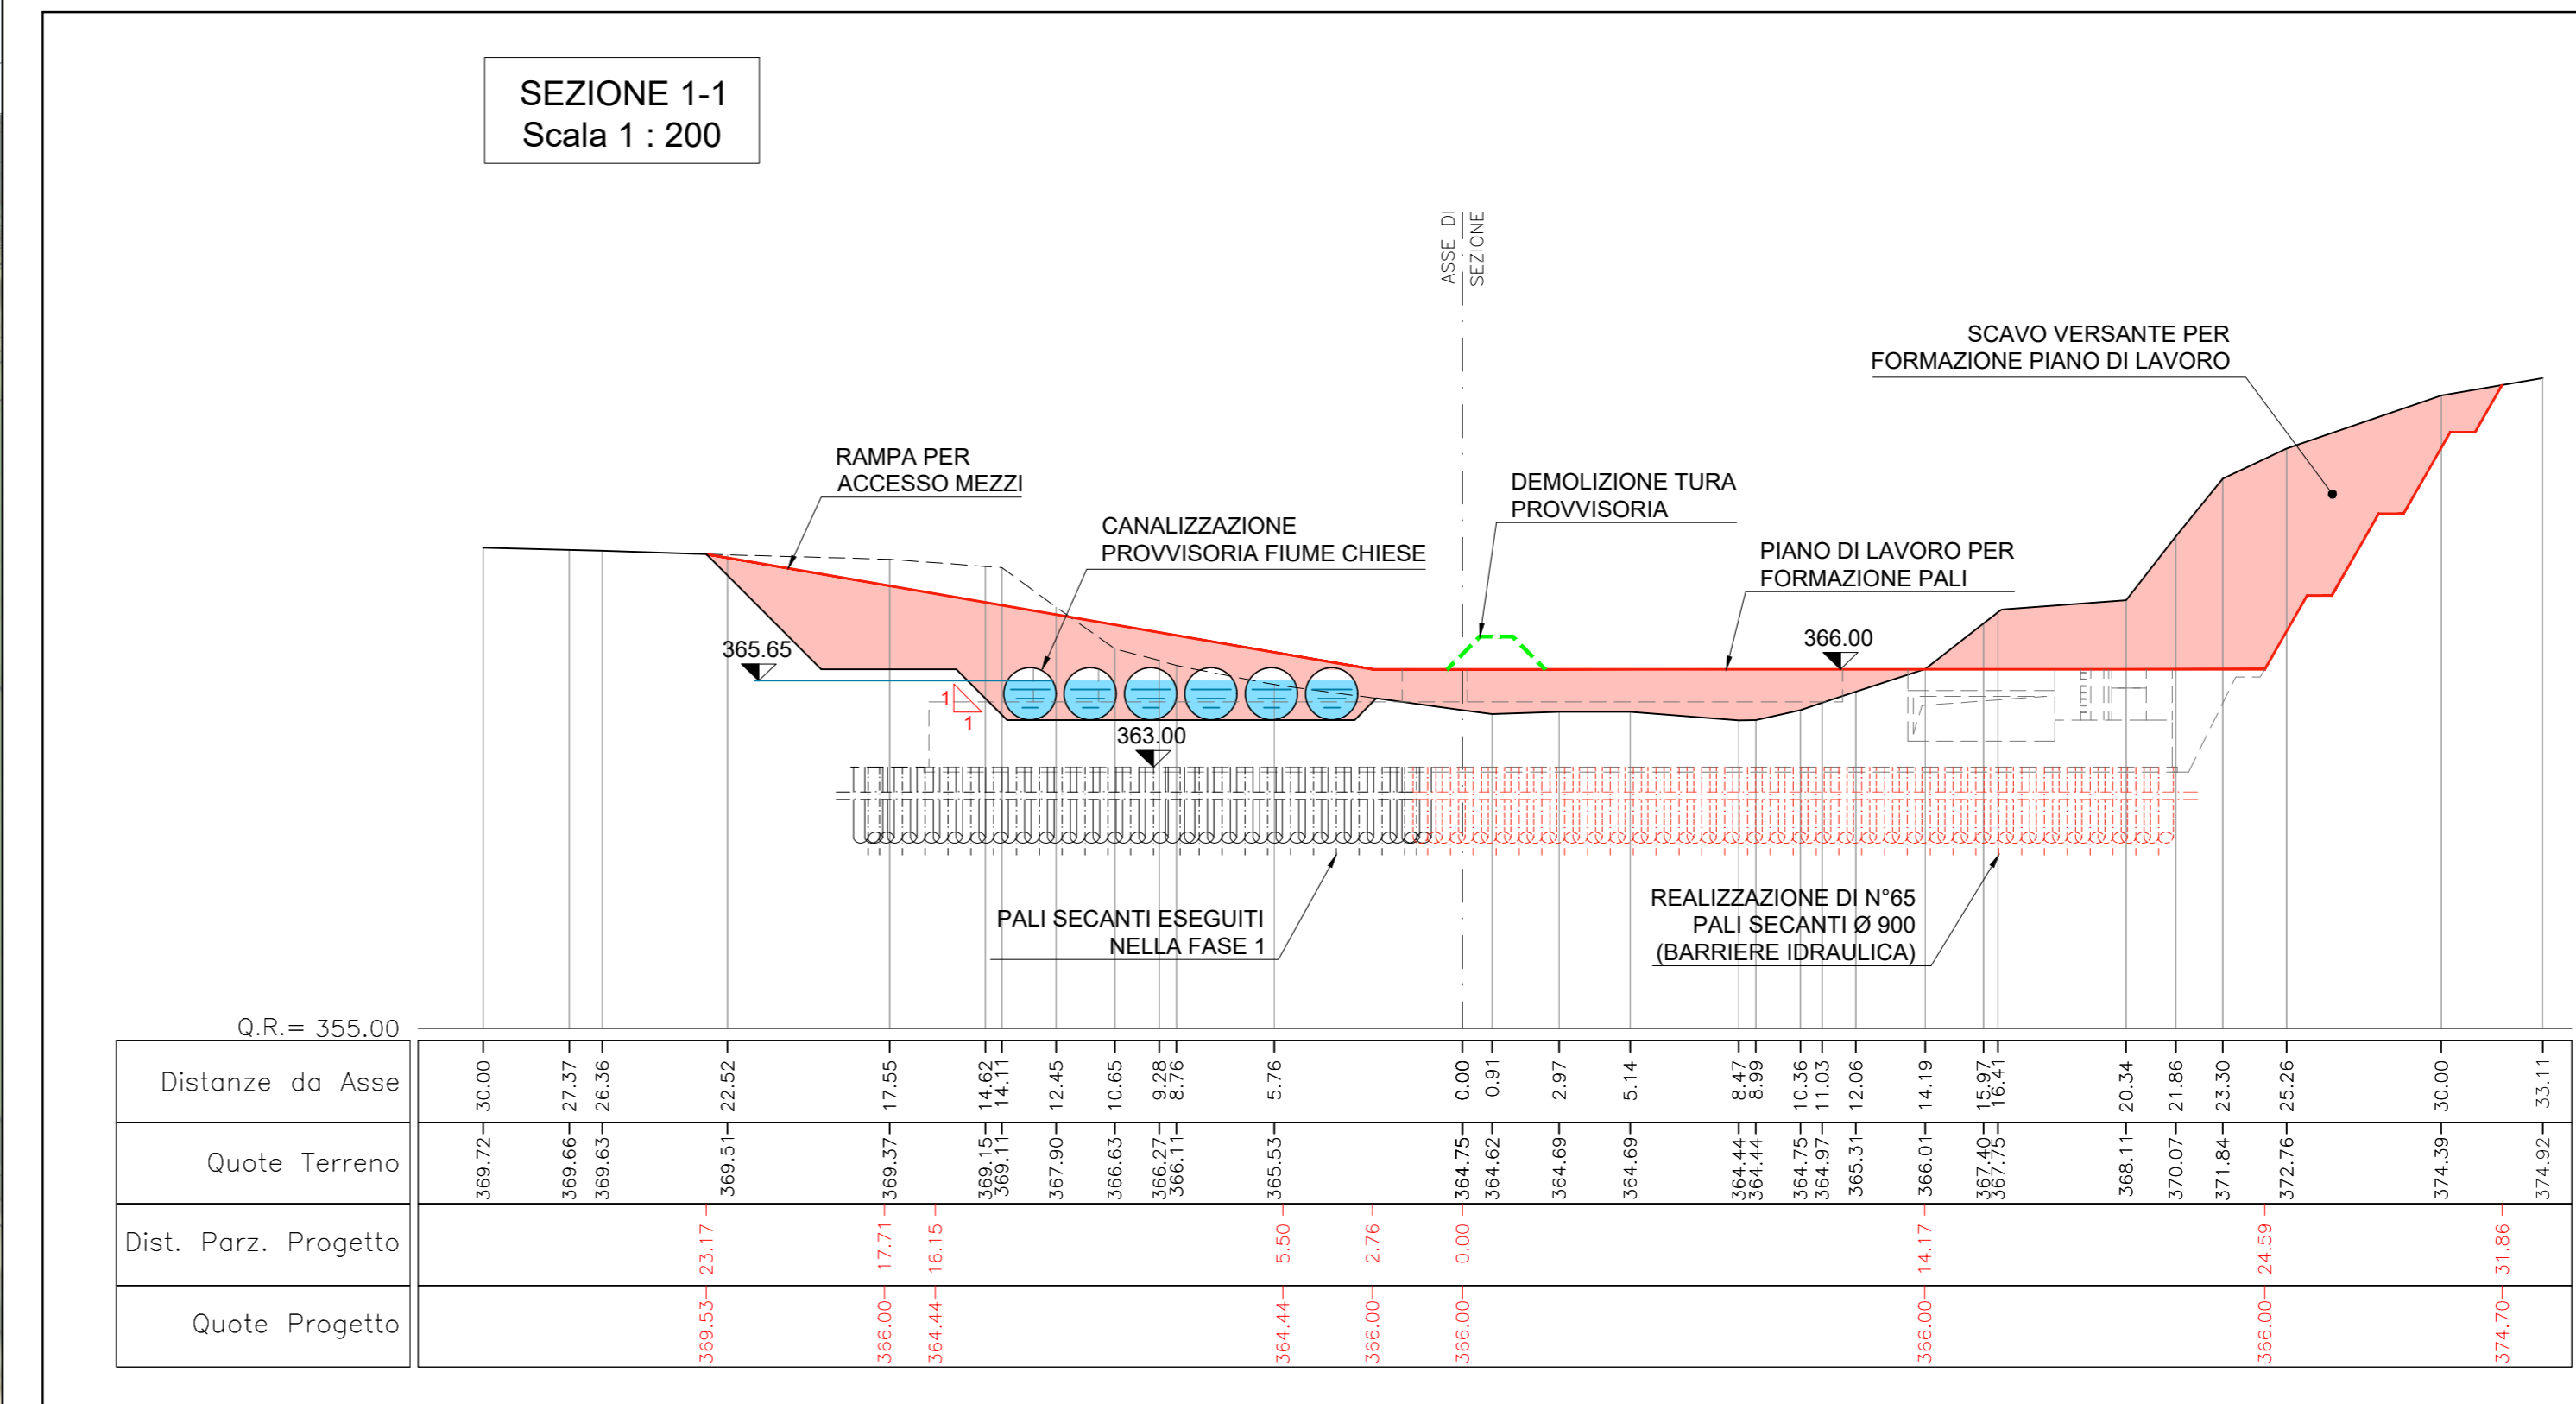 SEZIONE 1-1
Scala 1 : 200
ASSE DI
SEZIONE
SCAVO VERSANTE PER
FORMAZIONE PIANO DI LAVORO
RAMPA PER
ACCESSO MEZZI
DEMOLIZIONE TURA
PROVVISORIA
CANALIZZAZIONE
PROVVISORIA FIUME CHIESE
PIANO DI LAVORO PER
FORMAZIONE PALI
365.65
366.00
1
1
363.00
PALI SECANTI ESEGUITI
NELLA FASE 1
REALIZZAZIONE DI N°65
PALI SECANTI Ø 900
(BARRIERE IDRAULICA)
Q.R.= 355.00
Distanze da Asse 30.00 27.37 26.36 22.52 17.55 14.62 14.11 12.45 10.65 9.28 8.76 5.76 0.00 0.91 2.97 5.14 8.47 8.99 10.36 11.03 12.06 14.19 15.97 16.41 20.34 21.86 23.30 25.26 30.00 33.11
Quote Terreno 369.72 369.66 369.63 369.51 369.37 369.15 369.11 367.90 366.63 366.27 366.11 365.53 364.75 364.62 364.69 364.69 364.44 364.44 364.75 364.97 365.31 366.01 367.40 367.75 368.11 370.07 371.84 372.76 374.39 374.92
Dist. Parz. Progetto 23.17 17.71 16.15 5.50 2.76 0.00 14.17 24.59 31.86
Quote Progetto 369.53 366.00 364.44 364.44 366.00 366.00 366.00 366.00 374.70